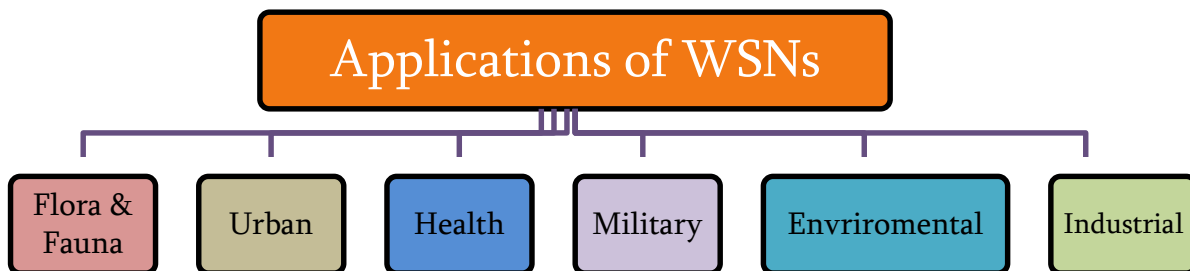 Applications of WSNs
Flora &
Fauna
Urban
Health
Military
Envriromental
Industrial